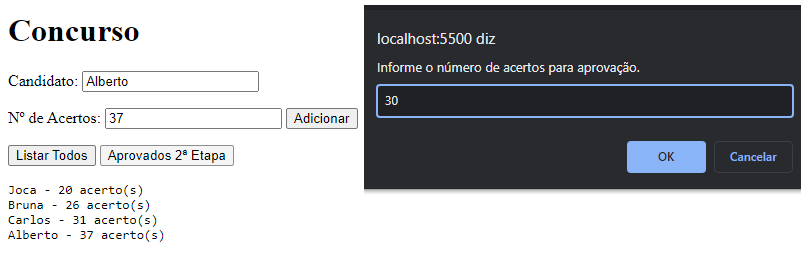 Concurso
Candidato: Alberto
Nº de Acertos: 37 Adicionar
Listar Todos Aprovados 2ª Etapa
Joca - 20 acerto(s)
Bruna - 26 acerto(s)
Carlos - 31 acerto(s)
Alberto - 37 acerto(s)
localhost:5500 diz
Informe o número de acertos para aprovação.
30
OK Cancelar